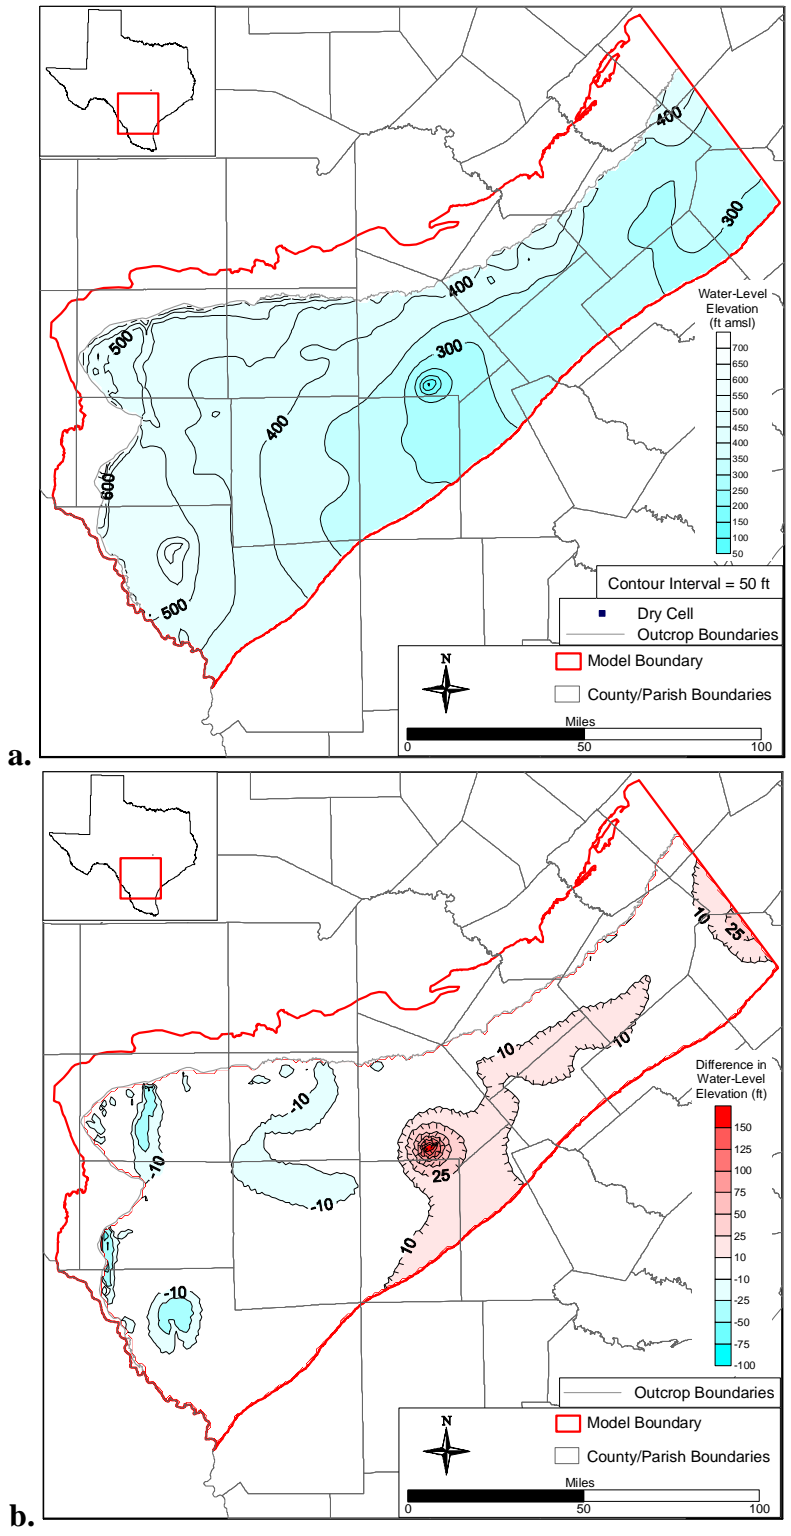 400
300
400
500
300
400
600
500
Water-Level
Elevation
(ft amsl)
700
650
600
550
500
450
400
350
300
250
200
150
100
50
Contour Interval = 50 ft
Dry Cell
Outcrop Boundaries
N
Model Boundary
County/Parish Boundaries
Miles
0 50 100
a.
10
25
10
10
-10
-10
25
-10
10
-10
Difference in
Water-Level
Elevation (ft)
150
125
100
75
50
25
10
-10
-25
-50
-75
-100
Outcrop Boundaries
N
Model Boundary
County/Parish Boundaries
Miles
0 50 100
b.